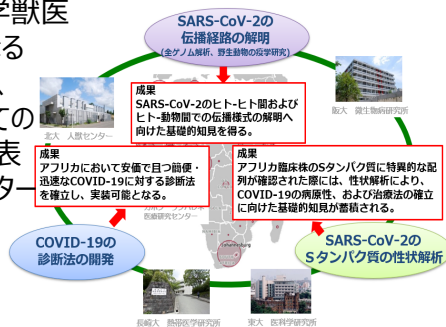 学獣医
なる
ての
表
ター
SARS-CoV-2の
伝播経路の解明
(全ゲノム解析、野生動物の疫学研究)
成果
SARS-CoV-2のヒト-ヒト間および
ヒト-動物間での伝播様式の解明へ
向けた基礎的知見を得る。
北大 人獣センター
阪大 微生物病研究所
成果
アフリカにおいて安価で且つ簡便・
迅速なCOVID-19に対する診断法
を確立し、実装可能となる。
成果
アフリカ臨床株のSタンパク質に特異的な配
列が確認された際には、性状解析により、
COVID-19の病原性、および治療法の確立
に向けた基礎的知見が蓄積される。
医療研究センター
COVID-19の
診断法の開発
SARS-CoV-2の
Sタンパク質の性状解析
長崎大 熱帯医学研究所
東大 医科学研究所